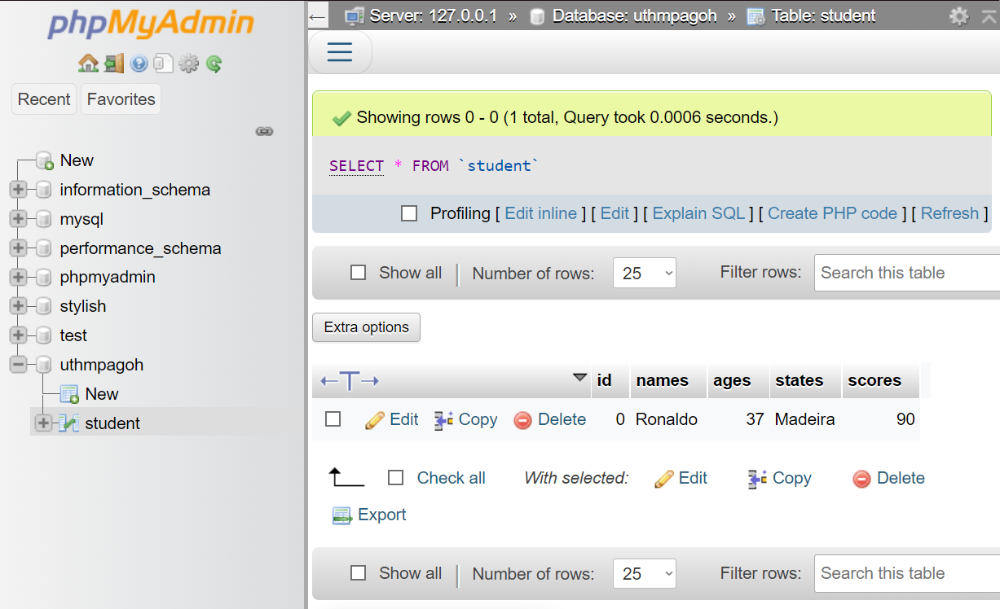 phpMyAdmin
Recent Favorites
New
information_schema
mysql
performance_schema
phpmyadmin
stylish
test
uthmpagoh
New
student
Server: 127.0.0.1 » Database: uthmpagoh » Table: student
Showing rows 0 - 0 (1 total, Query took 0.0006 seconds.)
SELECT * FROM `student`
Profiling [ Edit inline ] [ Edit ] [ Explain SQL ] [ Create PHP code ] [ Refresh ]
Show all Number of rows: 25 Filter rows: Search this table
Extra options
id names ages states scores
Edit Copy Delete 0 Ronaldo 37 Madeira 90
Check all With selected: Edit Copy Delete
Export
Show all Number of rows: 25 Filter rows: Search this table